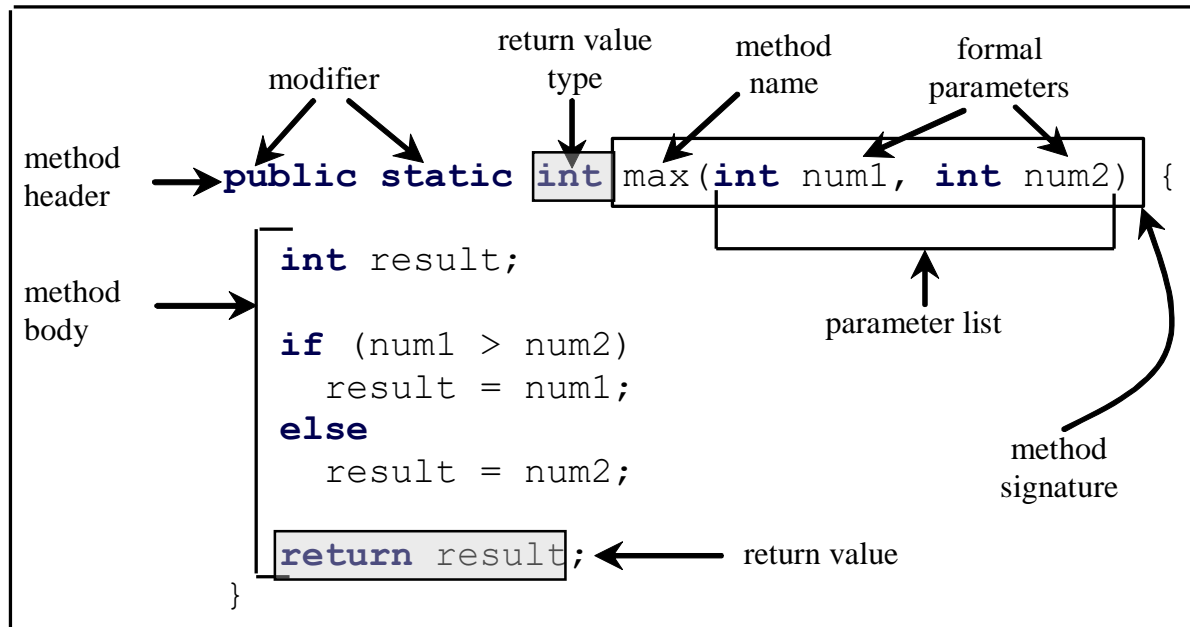 return value
type
method
name
formal
parameters
modifier
method
header
public static int max(int num1, int num2) {
int result;
method
body
parameter list
if (num1 > num2)
result = num1;
else
result = num2;
method
signature
return result;
return value
}